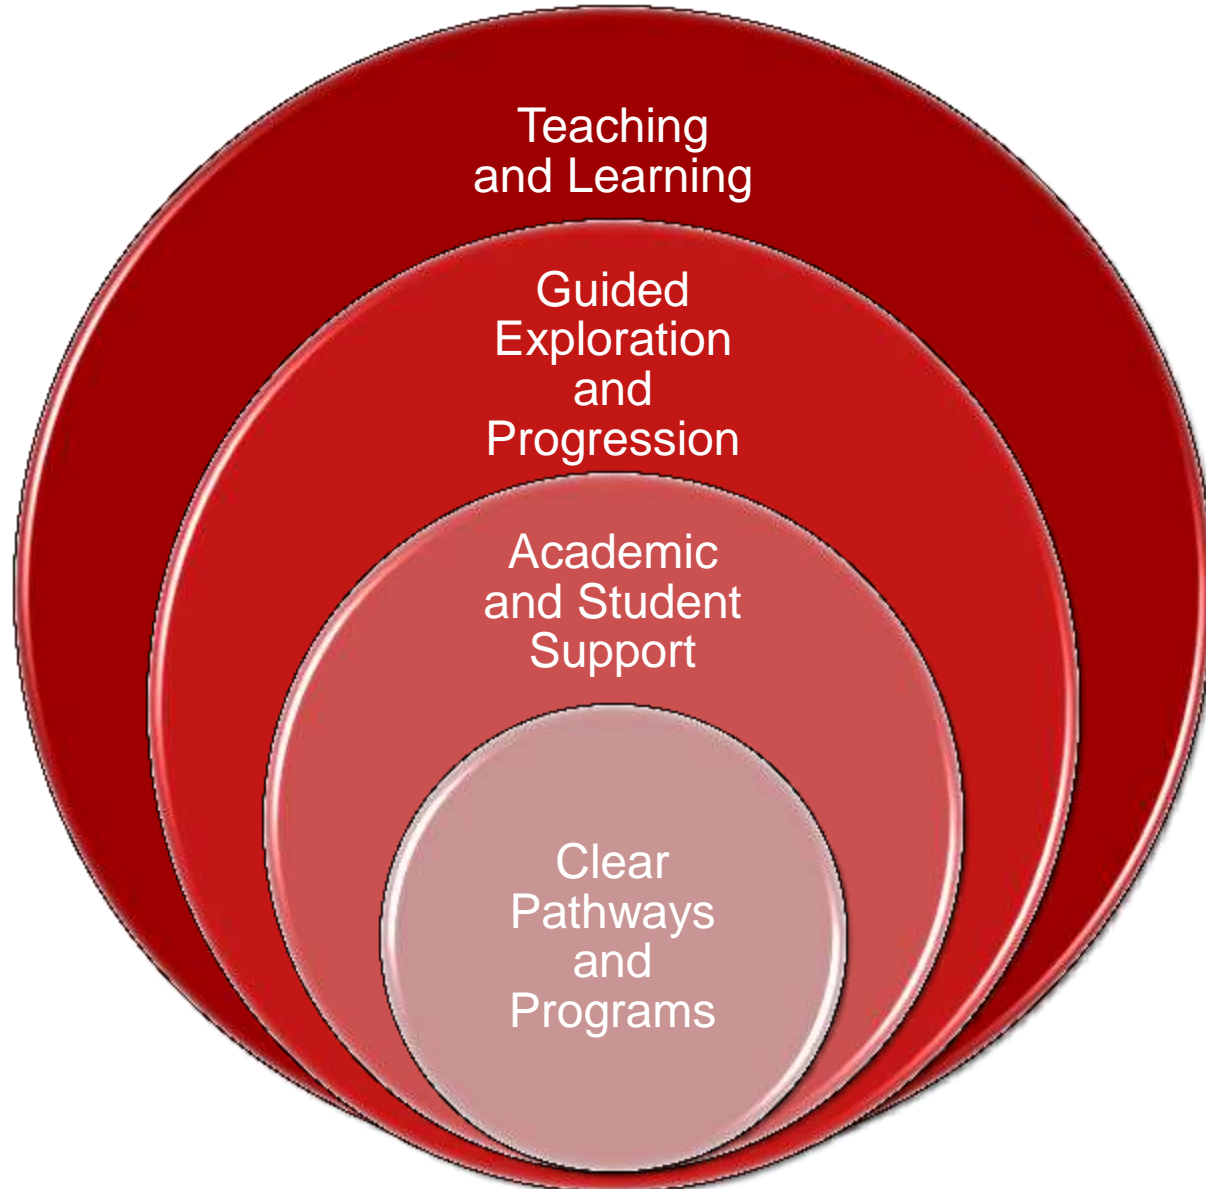 Teaching
and Learning
Guided
Exploration
and
Progression
Academic
and Student
Support
Clear
Pathways
and
Programs